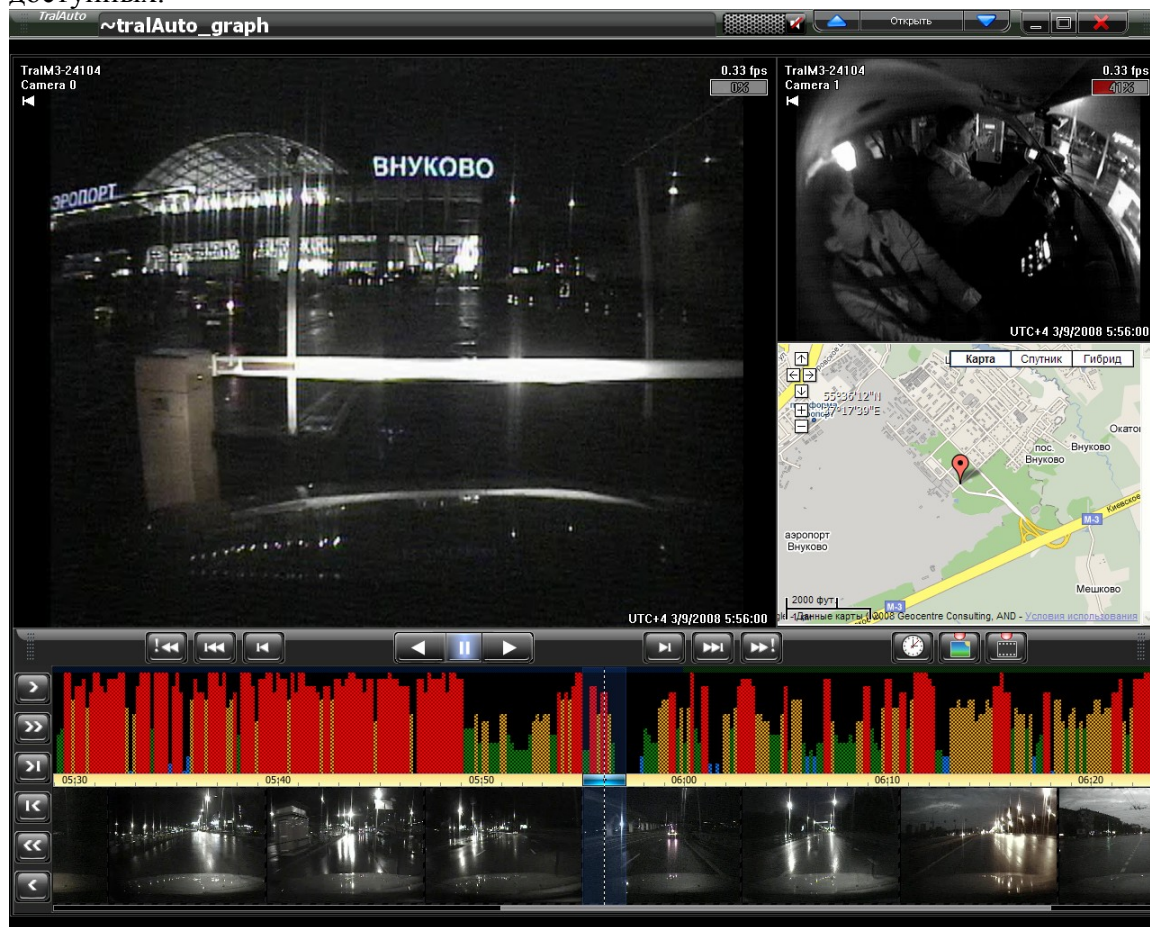 доступных.
TralAuto
~tralAuto_graph
Открыть
TralM3-24104
Camera 0
0.33 fps
0%
ВНУКОВО
ЭРОПОРТ
UTC+4 3/9/2008 5:56:00
TralM3-24104
Camera 1
0.33 fps
41%
UTC+4 3/9/2008 5:56:00
Карта
Спутник
Гибрид
55°36'12"N
37°17'39"E
пос.
Внуково
Внуково
М-3
Киевское
аэропорт
Внуково
Мешково
2000 фут.
М-3
Данные карты ©2008 Geocentre Consulting, AND - Условия использования
05:30
05:40
05:50
06:00
06:10
06:20